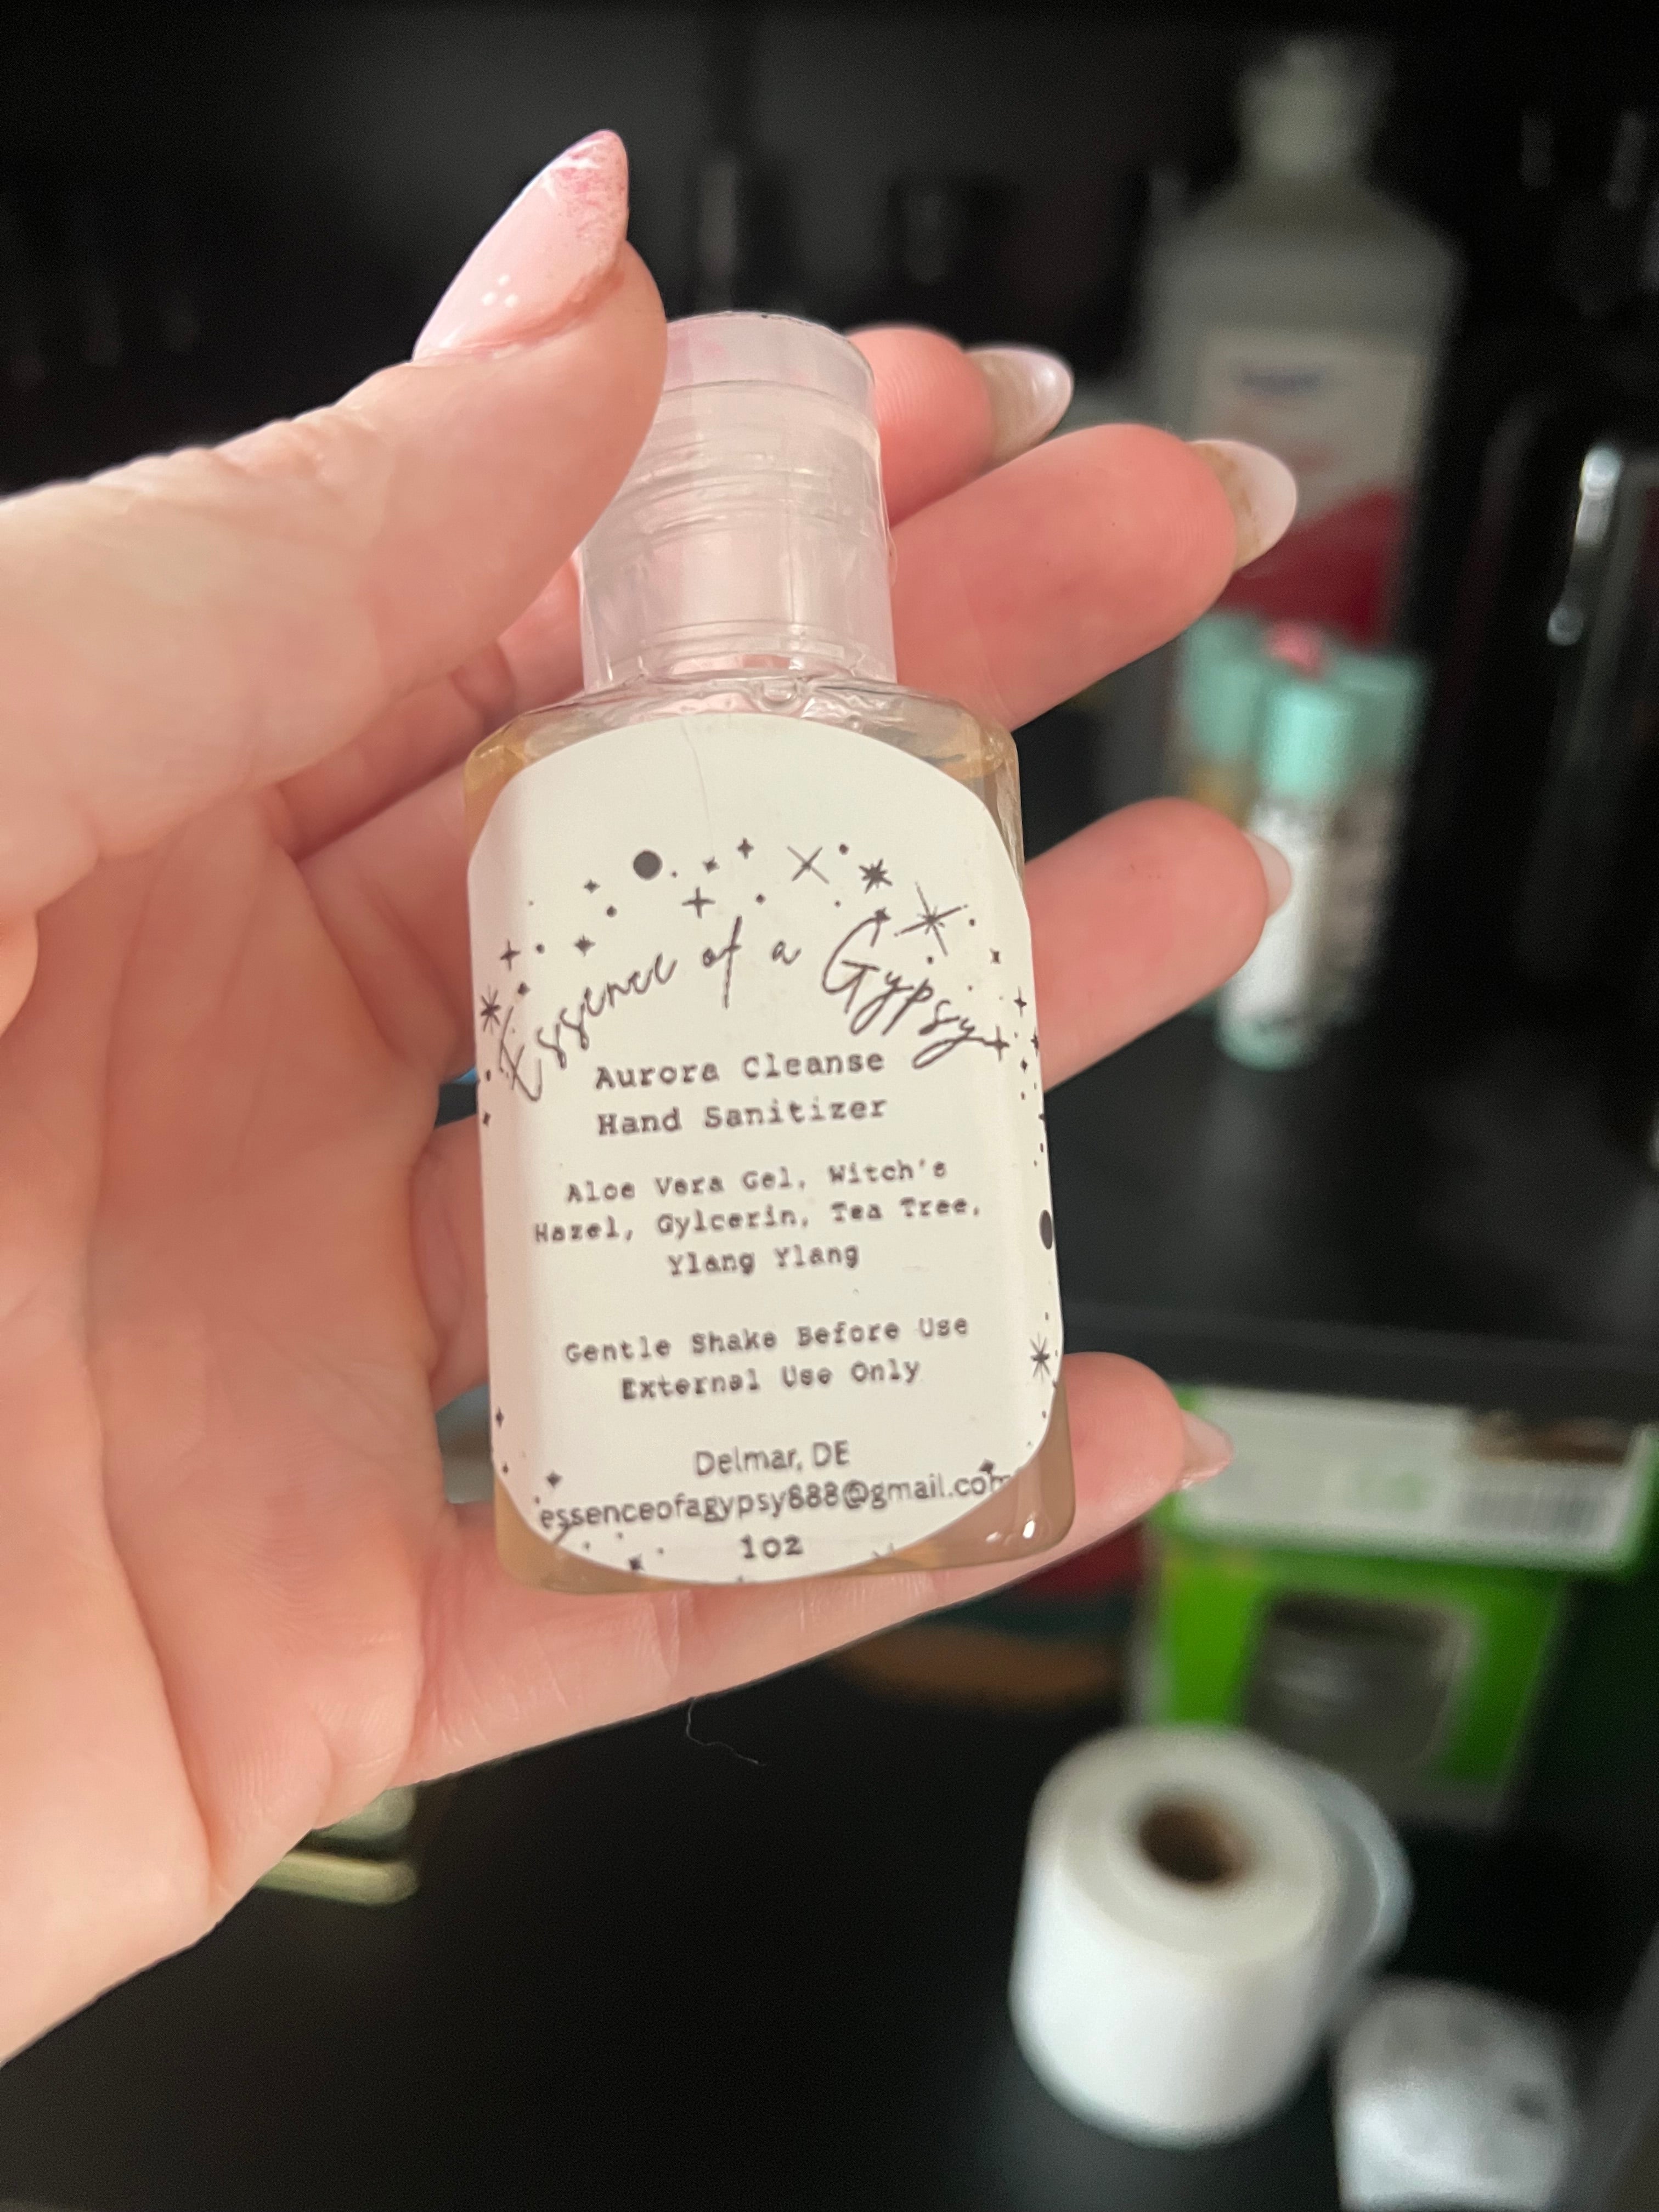 Essence of a Gypsy
Aurora Cleanse
Hand Sanitizer
Aloe Vera Gel, Witch's
Hazel, Gylcerin, Tea Tree,
Ylang Ylang
Gentle Shake Before Use
External Use Only
Delmar, DE
essenceofagypsy888@gmail.com
1oz